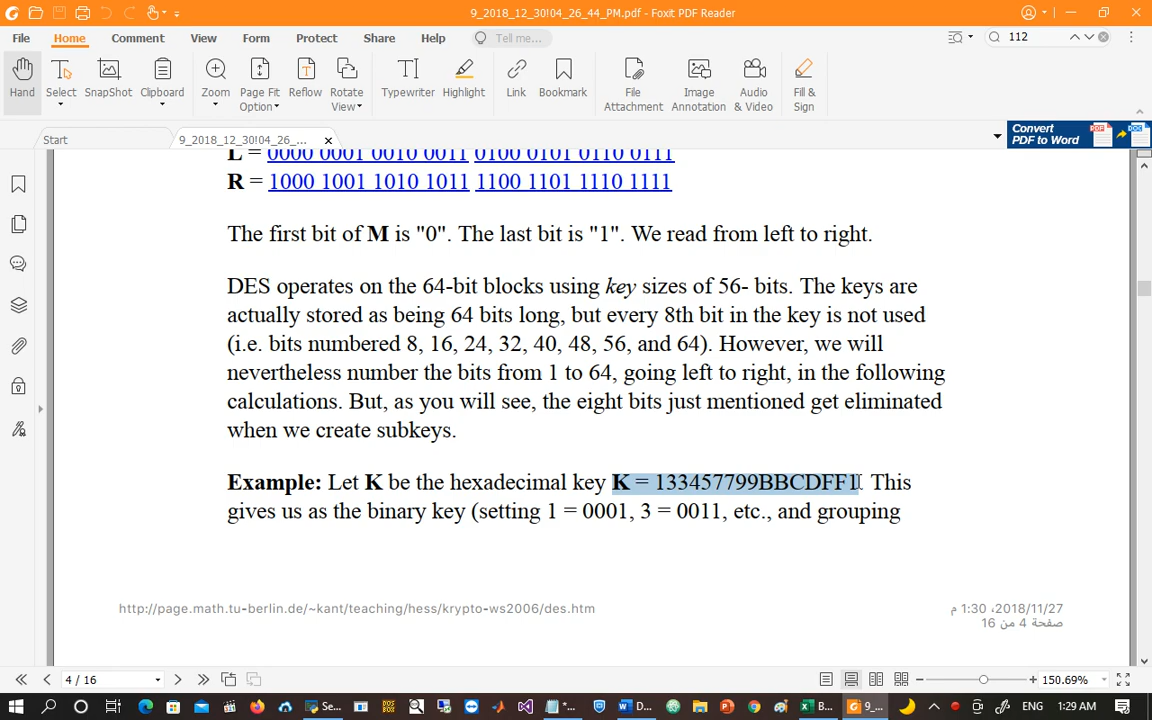 9_2018_12_30!04_26_44_PM.pdf - Foxit PDF Reader
File Home Comment View Form Protect Share Help Tell me... 112
Hand Select SnapShot Clipboard Zoom Page Fit Option Reflow Rotate View Typewriter Highlight Link Bookmark File Attachment Image Annotation Audio & Video Fill & Sign
Start 9_2018_12_30!04_26_... Convert PDF to Word
L = 0000 0001 0010 0011 0100 0101 0110 0111
R = 1000 1001 1010 1011 1100 1101 1110 1111
The first bit of M is "0". The last bit is "1". We read from left to right.
DES operates on the 64-bit blocks using key sizes of 56- bits. The keys are
actually stored as being 64 bits long, but every 8th bit in the key is not used
(i.e. bits numbered 8, 16, 24, 32, 40, 48, 56, and 64). However, we will
nevertheless number the bits from 1 to 64, going left to right, in the following
calculations. But, as you will see, the eight bits just mentioned get eliminated
when we create subkeys.
Example: Let K be the hexadecimal key K = 133457799BBCDFF1. This
gives us as the binary key (setting 1 = 0001, 3 = 0011, etc., and grouping
http://page.math.tu-berlin.de/~kant/teaching/hess/krypto-ws2006/des.htm
2018/11/27، 1:30 م
صفحة 4 من 16
4 / 16 150.69%
Se... *... D... B... 9_... ENG 1:29 AM